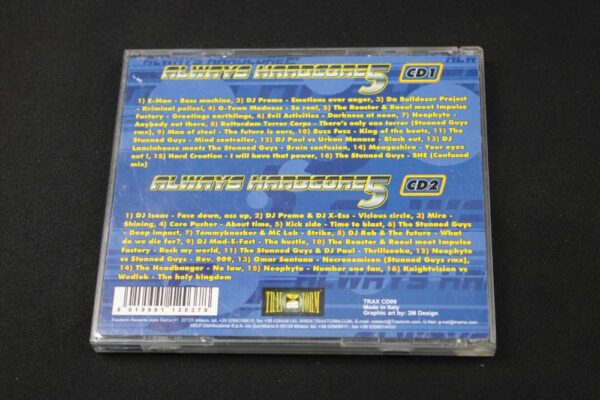 ALWAYS HARDCORE 5 CD1
1) E-Man - Bass machine, 2) DJ Promo - Emotions over anger, 3) Da Bulldozer Project
- Kriminal polizei, 4) G-Town Madness - So real, 5) The Reactor & Raoul meet Impulse
Factory - Greetings earthlings, 6) Evil Activities - Darkness at noon, 7) Neophyte -
Anybody out there, 8) Rotterdam Terror Corps - There's only one terror (Stunned Guys
rmx), 9) Man of steel - The future is ours, 10) Buzz Fuzz - King of the beats, 11) The
Stunned Guys - Mind controller, 12) DJ Paul vs Urban Menace - Black out, 13) DJ
Lancinhouse meets The Stunned Guys - Brain confusion, 14) Moogashira - Your eyes
out!, 15) Nord Creation - I will have that power, 16) The Stunned Guys - SHE (Confused
mix)
ALWAYS HARDCORE 5 CD2
1) DJ Isaac - Face down, ass up, 2) DJ Promo & DJ X-Ess - Vicious circle, 3) Miro -
Shining, 4) Core Pusher - About time, 5) Kick side - Time to blast, 6) The Stunned Guys
- Deep impact, 7) Tommyknocker & MC Lab - Strike, 8) DJ Rob & The future - What
do we die for?, 9) DJ Mad-E-Fact - The hustle, 10) The Reactor & Raoul meet Impulse
Factory - Rock my world, 11) The Stunned Guys & DJ Paul - Thrillseeka, 12) Neophyte
vs Stunned Guys - Rev. 909, 13) Omar Santana - Necronomicon (Stunned Guys rmx),
14) The Headbanger - No law, 15) Neophyte - Number one fan, 16) Knightvision vs
Wedlok - The holy kingdom
TRAXTORM
TRAX CD09
Made in Italy
Graphic art by: 2M Design
8 019991 129376